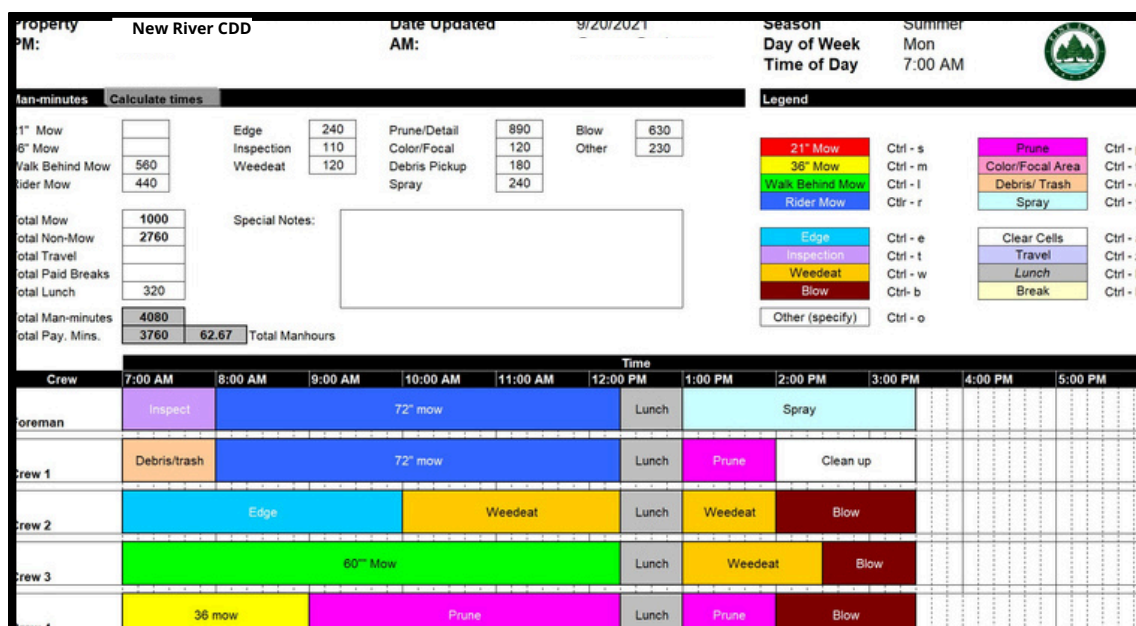 Property New River CDD Date Updated 9/20/2021 Season Summer
PM: AM: Day of Week Mon
Time of Day 7:00 AM
Man-minutes Calculate times Legend
21" Mow Edge 240 Prune/Detail 890 Blow 630
36" Mow Inspection 110 Color/Focal 120 Other 230
Walk Behind Mow 560 Weedeat 120 Debris Pickup 180
Rider Mow 440 Spray 240
21" Mow Ctrl - s Prune Ctrl -
36" Mow Ctrl - m Color/Focal Area Ctrl -
Walk Behind Mow Ctrl - l Debris/ Trash Ctrl -
Rider Mow Ctlr - r Spray Ctrl -
Total Mow 1000 Special Notes:
Total Non-Mow 2760
Total Travel
Total Paid Breaks
Total Lunch 320
Total Man-minutes 4080
Total Pay. Mins. 3760 62.67 Total Manhours
Edge Ctrl - e Clear Cells Ctrl -
Inspection Ctrl - t Travel Ctrl -
Weedeat Ctrl - w Lunch Ctrl -
Blow Ctrl- b Break Ctrl -
Other (specify) Ctrl - o
Time
Crew 7:00 AM 8:00 AM 9:00 AM 10:00 AM 11:00 AM 12:00 PM 1:00 PM 2:00 PM 3:00 PM 4:00 PM 5:00 PM
Foreman Inspect 72" mow Lunch Spray
Crew 1 Debris/trash 72" mow Lunch Prune Clean up
Crew 2 Edge Weedeat Lunch Weedeat Blow
Crew 3 60"" Mow Lunch Weedeat Blow
36 mow Prune Lunch Prune Blow